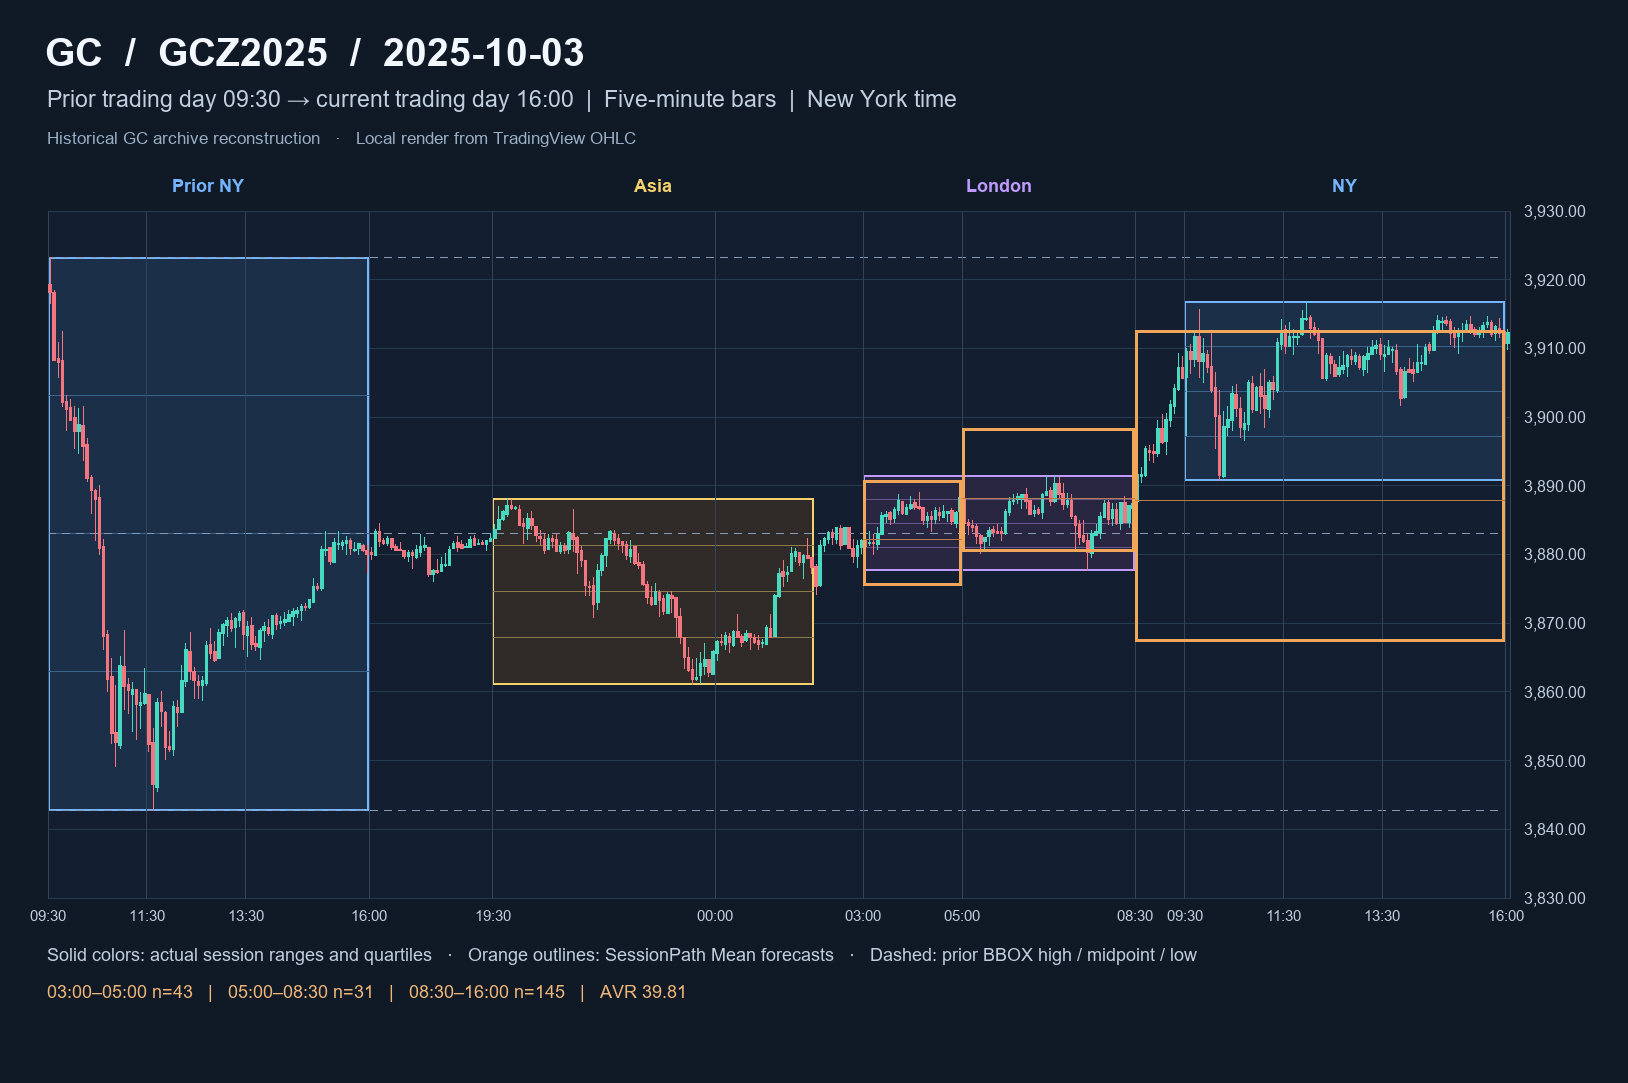 GC / GCZ2025 / 2025-10-03
Prior trading day 09:30 → current trading day 16:00 | Five-minute bars | New York time
Historical GC archive reconstruction · Local render from TradingView OHLC
Prior NY Asia London NY
3,930.00
3,920.00
3,910.00
3,900.00
3,890.00
3,880.00
3,870.00
3,860.00
3,850.00
3,840.00
3,830.00
09:30 11:30 13:30 16:00 19:30 00:00 03:00 05:00 08:30 09:30 11:30 13:30 16:00
Solid colors: actual session ranges and quartiles · Orange outlines: SessionPath Mean forecasts · Dashed: prior BBOX high / midpoint / low
03:00–05:00 n=43 | 05:00–08:30 n=31 | 08:30–16:00 n=145 | AVR 39.81